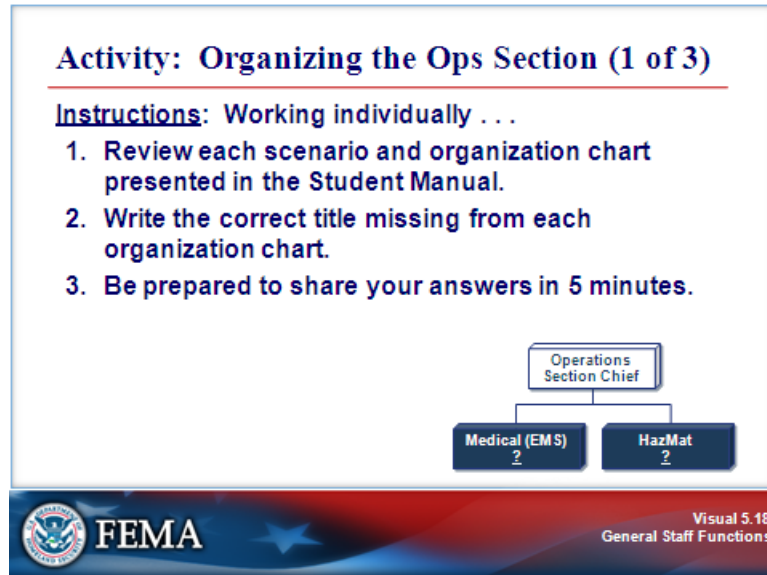 Activity: Organizing the Ops Section (1 of 3)
Instructions: Working individually . . .
1. Review each scenario and organization chart
presented in the Student Manual.
2. Write the correct title missing from each
organization chart.
3. Be prepared to share your answers in 5 minutes.
Operations
Section Chief
Medical (EMS)
?
HazMat
?
FEMA
Visual 5.18
General Staff Functions